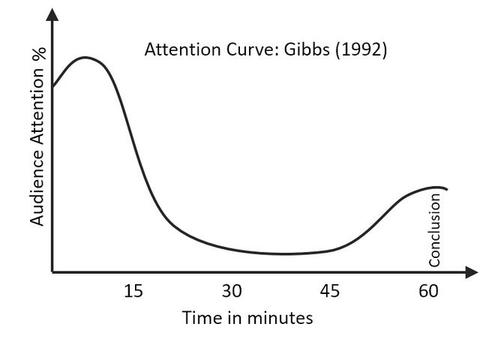 Attention Curve: Gibbs (1992)
Audience Attention %
Conclusion
15 30 45 60
Time in minutes